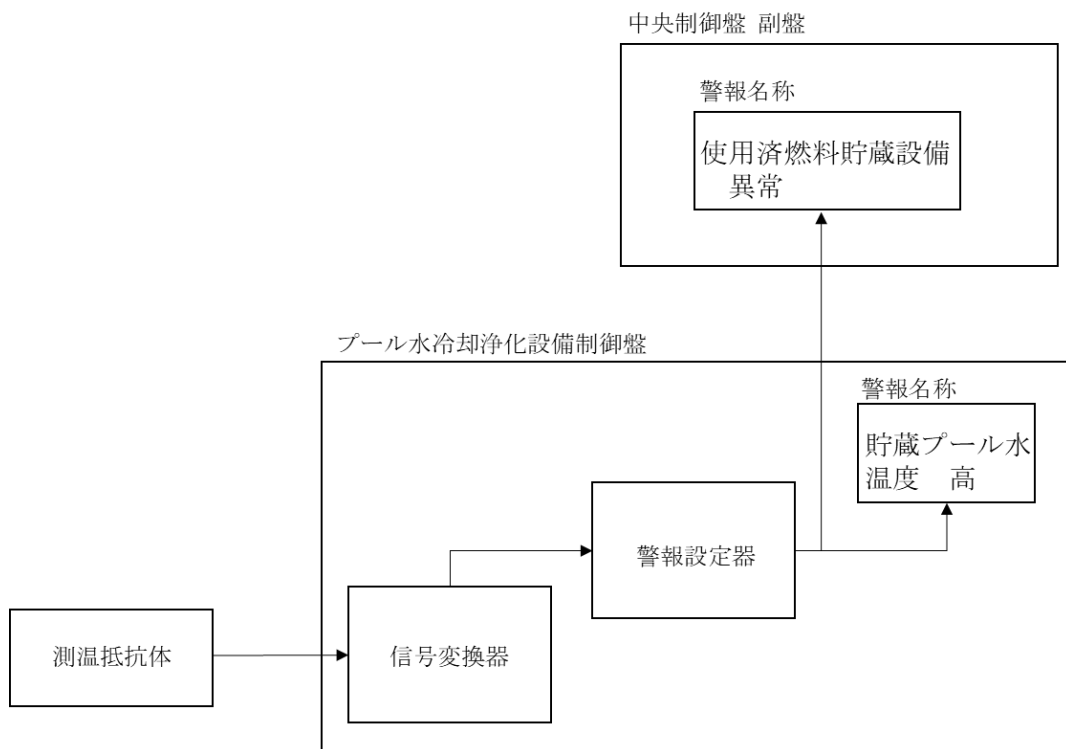 中央制御盤 副盤
警報名称
使用済燃料貯蔵設備
異常
プール水冷却浄化設備制御盤
警報名称
貯蔵プール水
温度　高
警報設定器
測温抵抗体
信号変換器